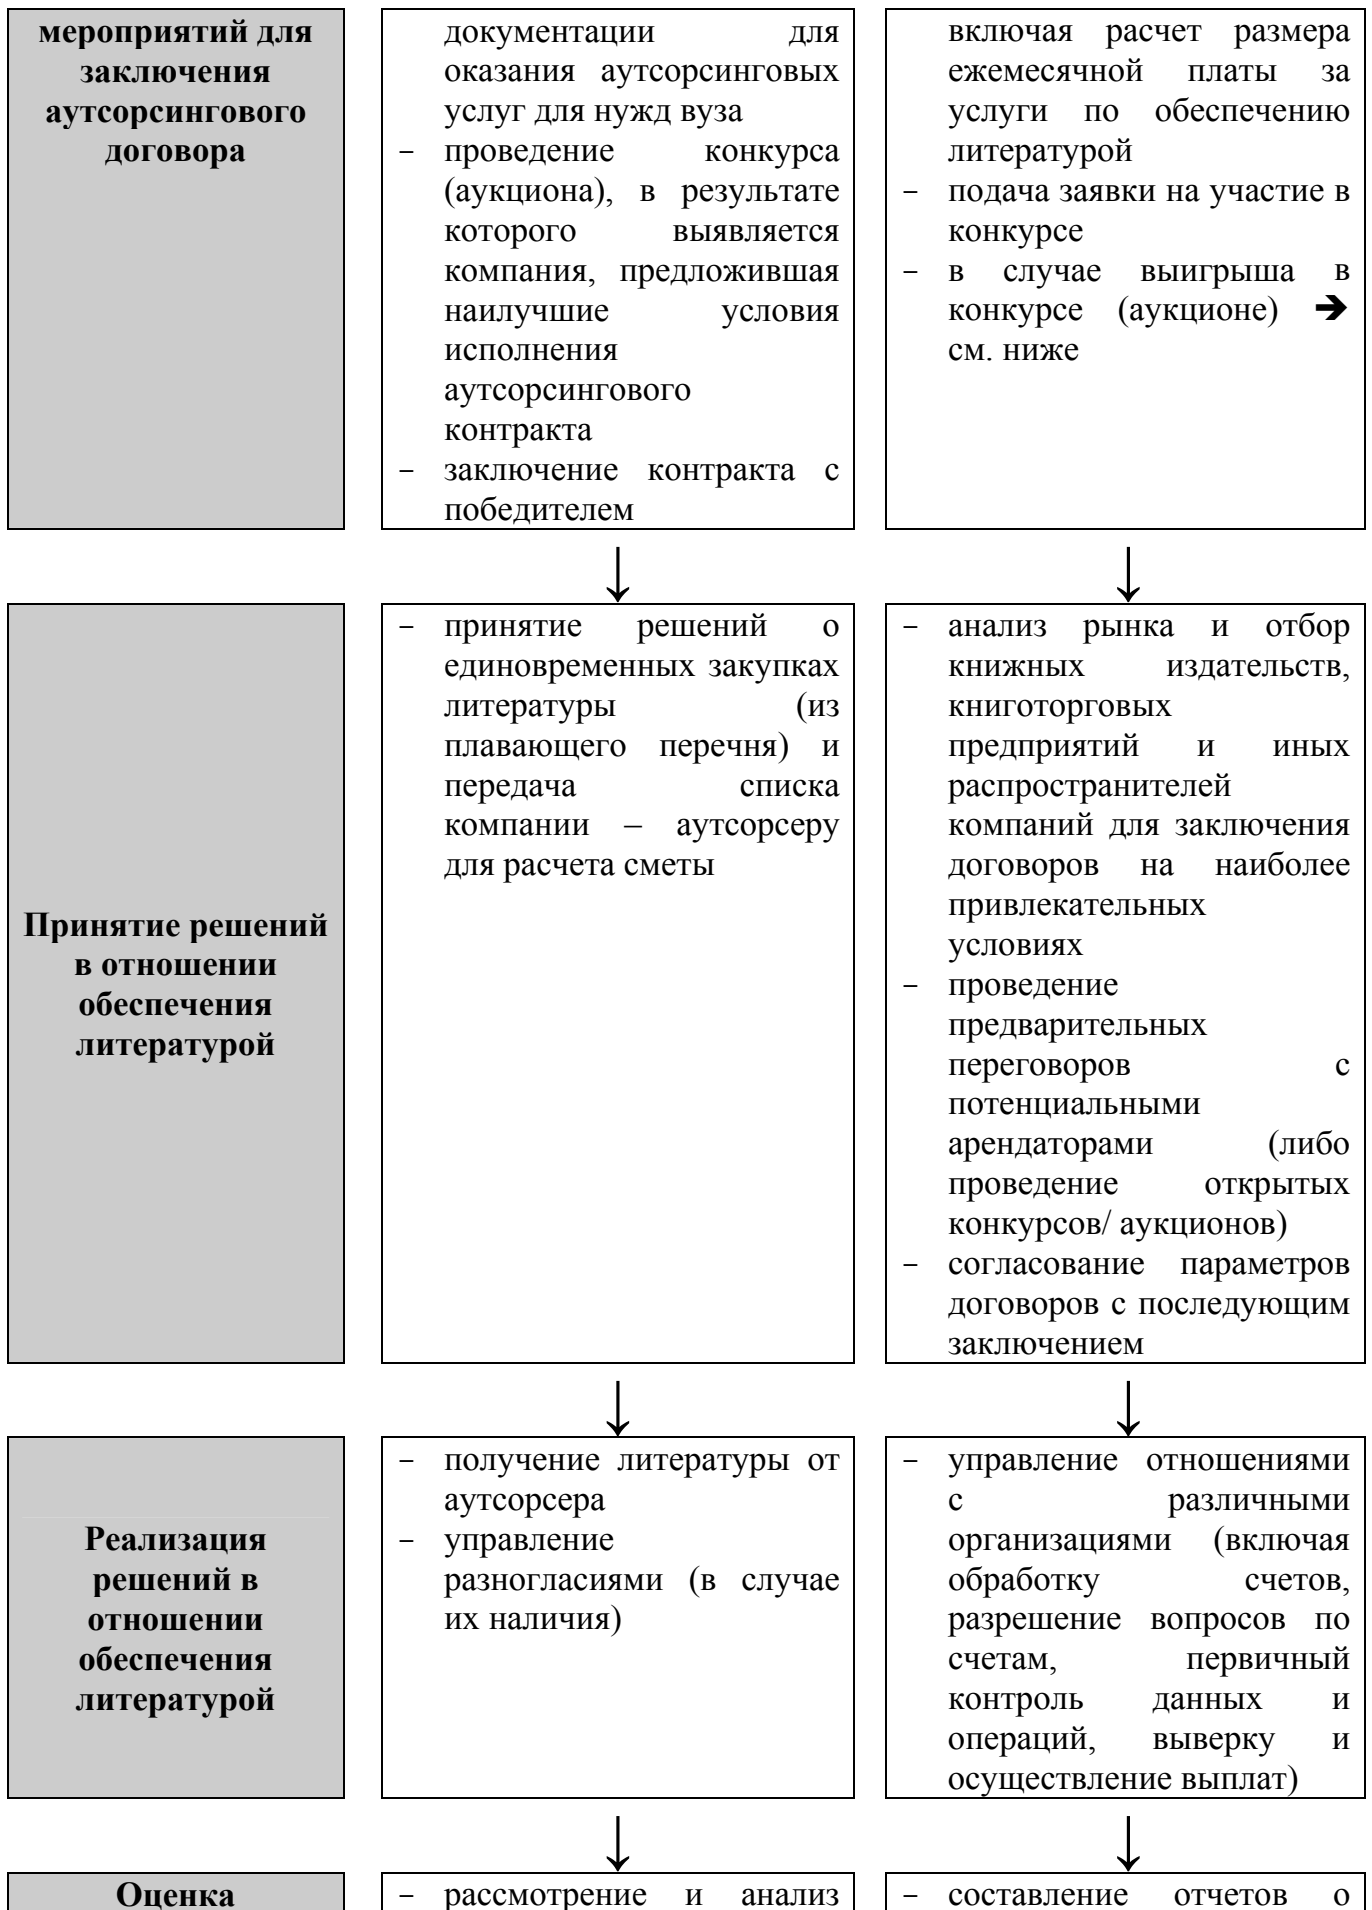 мероприятий для
заключения
аутсорсингового
договора
документации для
оказания аутсорсинговых
услуг для нужд вуза
- проведение конкурса
(аукциона), в результате
которого выявляется
компания, предложившая
наилучшие условия
исполнения
аутсорсингового
контракта
- заключение контракта с
победителем
включая расчет размера
ежемесячной платы за
услуги по обеспечению
литературой
- подача заявки на участие в
конкурсе
- в случае выигрыша в
конкурсе (аукционе) ➔
см. ниже
Принятие решений
в отношении
обеспечения
литературой
- принятие решений о
единовременных закупках
литературы (из
плавающего перечня) и
передача списка
компании – аутсорсеру
для расчета сметы
- анализ рынка и отбор
книжных издательств,
книготорговых
предприятий и иных
распространителей
компаний для заключения
договоров на наиболее
привлекательных
условиях
- проведение
предварительных
переговоров с
потенциальными
арендаторами (либо
проведение открытых
конкурсов/ аукционов)
- согласование параметров
договоров с последующим
заключением
Реализация
решений в
отношении
обеспечения
литературой
- получение литературы от
аутсорсера
- управление
разногласиями (в случае
их наличия)
- управление отношениями
с различными
организациями (включая
обработку счетов,
разрешение вопросов по
счетам, первичный
контроль данных и
операций, выверку и
осуществление выплат)
Оценка
- рассмотрение и анализ
- составление отчетов о